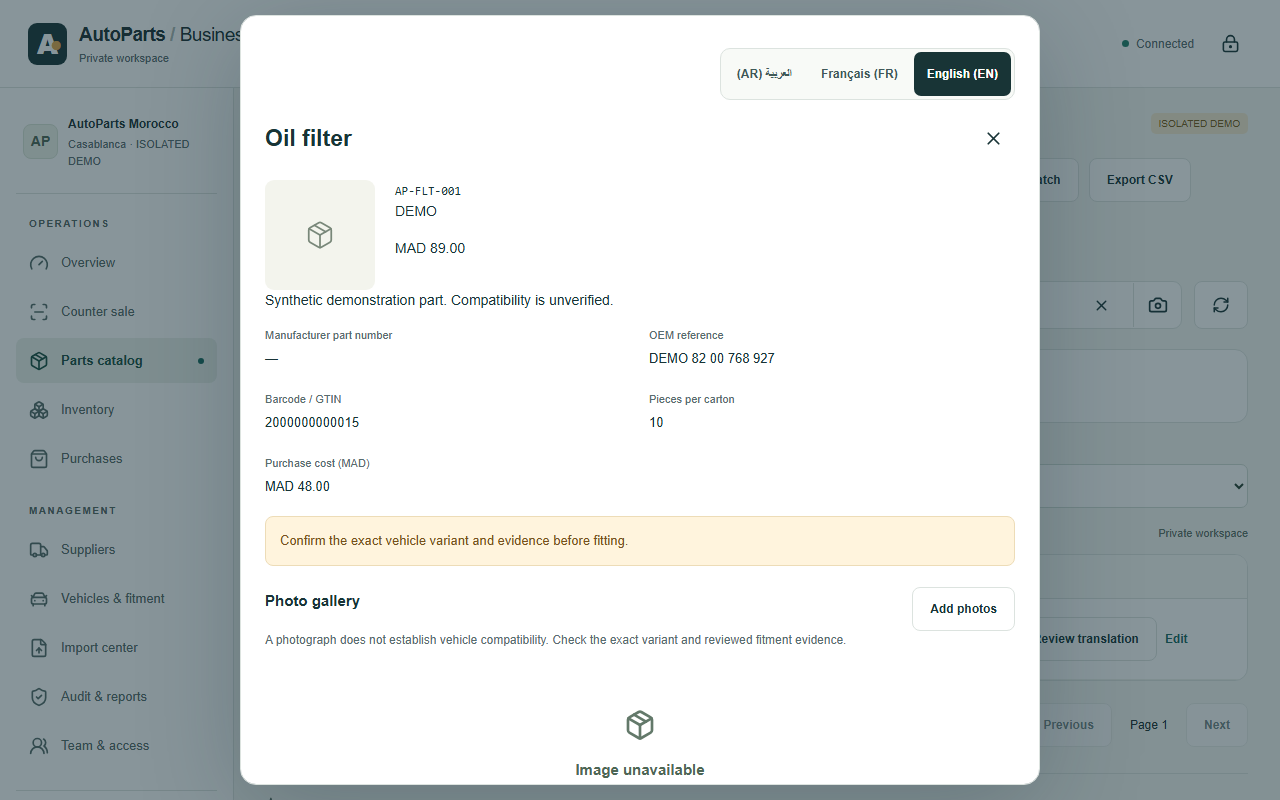 AutoParts / Busines
Private workspace
Connected
AP
AutoParts Morocco
Casablanca · ISOLATED
DEMO
OPERATIONS
Overview
Counter sale
Parts catalog
Inventory
Purchases
MANAGEMENT
Suppliers
Vehicles & fitment
Import center
Audit & reports
Team & access
ISOLATED DEMO
Export CSV
Private workspace
Review translation
Edit
Previous
Page 1
Next
العربية (AR)
Français (FR)
English (EN)
Oil filter
AP-FLT-001
DEMO
MAD 89.00
Synthetic demonstration part. Compatibility is unverified.
Manufacturer part number
—
OEM reference
DEMO 82 00 768 927
Barcode / GTIN
2000000000015
Pieces per carton
10
Purchase cost (MAD)
MAD 48.00
Confirm the exact vehicle variant and evidence before fitting.
Photo gallery
Add photos
A photograph does not establish vehicle compatibility. Check the exact variant and reviewed fitment evidence.
Image unavailable